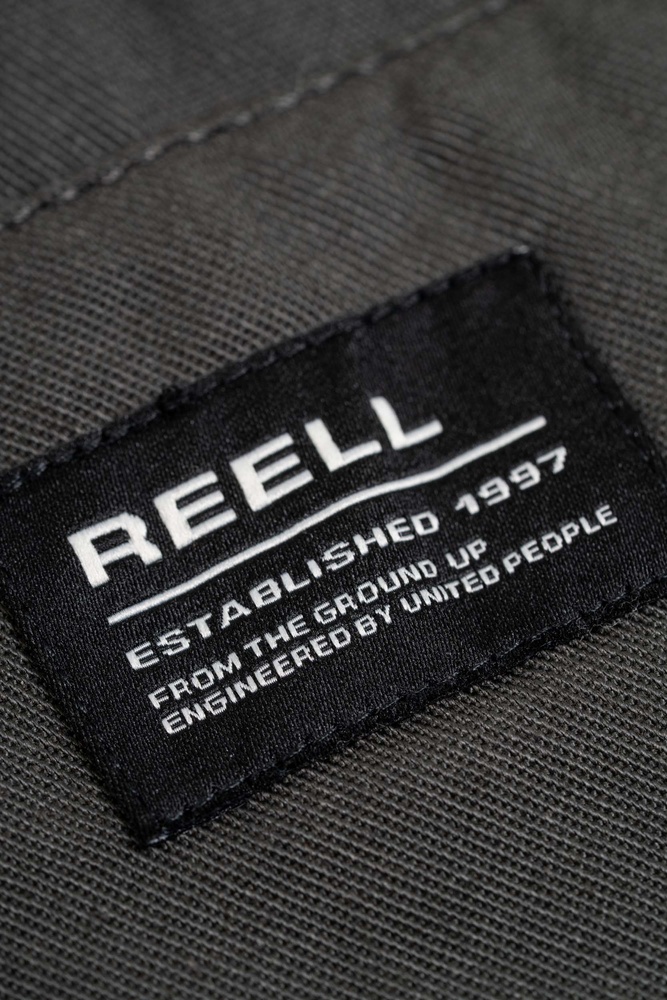 REELL
ESTABLISHED 1997
FROM THE GROUND UP
ENGINEERED BY UNITED PEOPLE